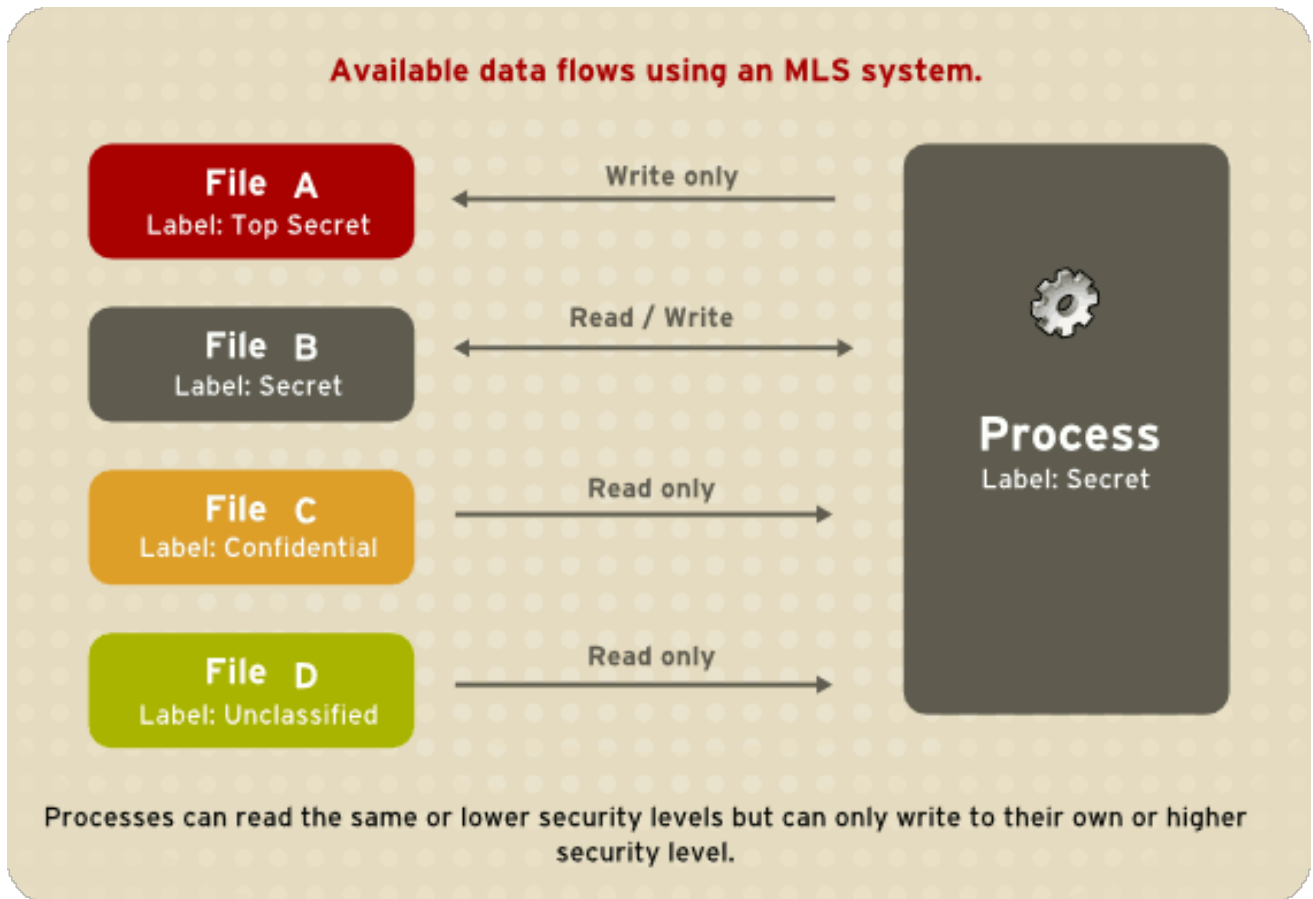 Available data flows using an MLS system.
File A
Label: Top Secret
Write only
File B
Label: Secret
Read / Write
File C
Label: Confidential
Read only
File D
Label: Unclassified
Read only
Process
Label: Secret
Processes can read the same or lower security levels but can only write to their own or higher
security level.